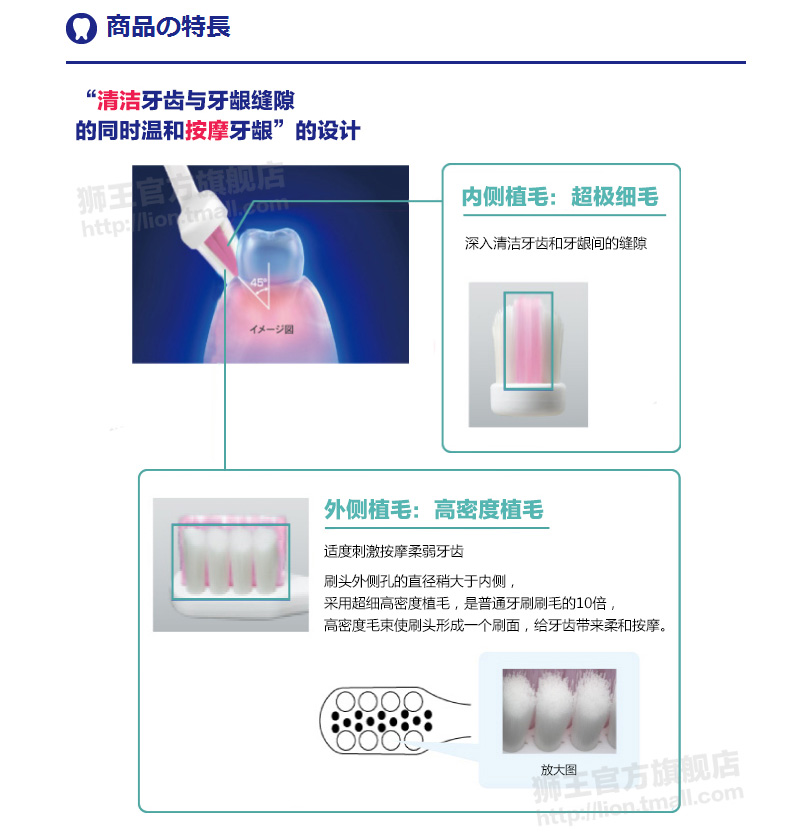 商品の特長
“清洁牙齿与牙龈缝隙
的同时温和按摩牙龈”的设计
狮王官方旗舰店
http://lion.tmall.com
45°
イメージ図
内侧植毛：超极细毛
深入清洁牙齿和牙龈间的缝隙
外侧植毛：高密度植毛
适度刺激按摩柔弱牙齿
刷头外侧孔的直径稍大于内侧，
采用超细高密度植毛，是普通牙刷刷毛的10倍，
高密度毛束使刷头形成一个刷面，给牙齿带来柔和按摩。
放大图
狮王官方旗舰店
http://lion.tmall.com